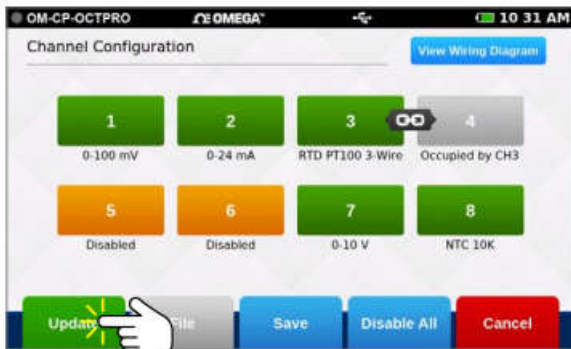 OM-CP-OCTPRO ΩE OMEGA™ 10 31 AM
Channel Configuration View Wiring Diagram
1 2 3 4
0-100 mV 0-24 mA RTD PT100 3-Wire Occupied by CH3
5 6 7 8
Disabled Disabled 0-10 V NTC 10K
Update File Save Disable All Cancel